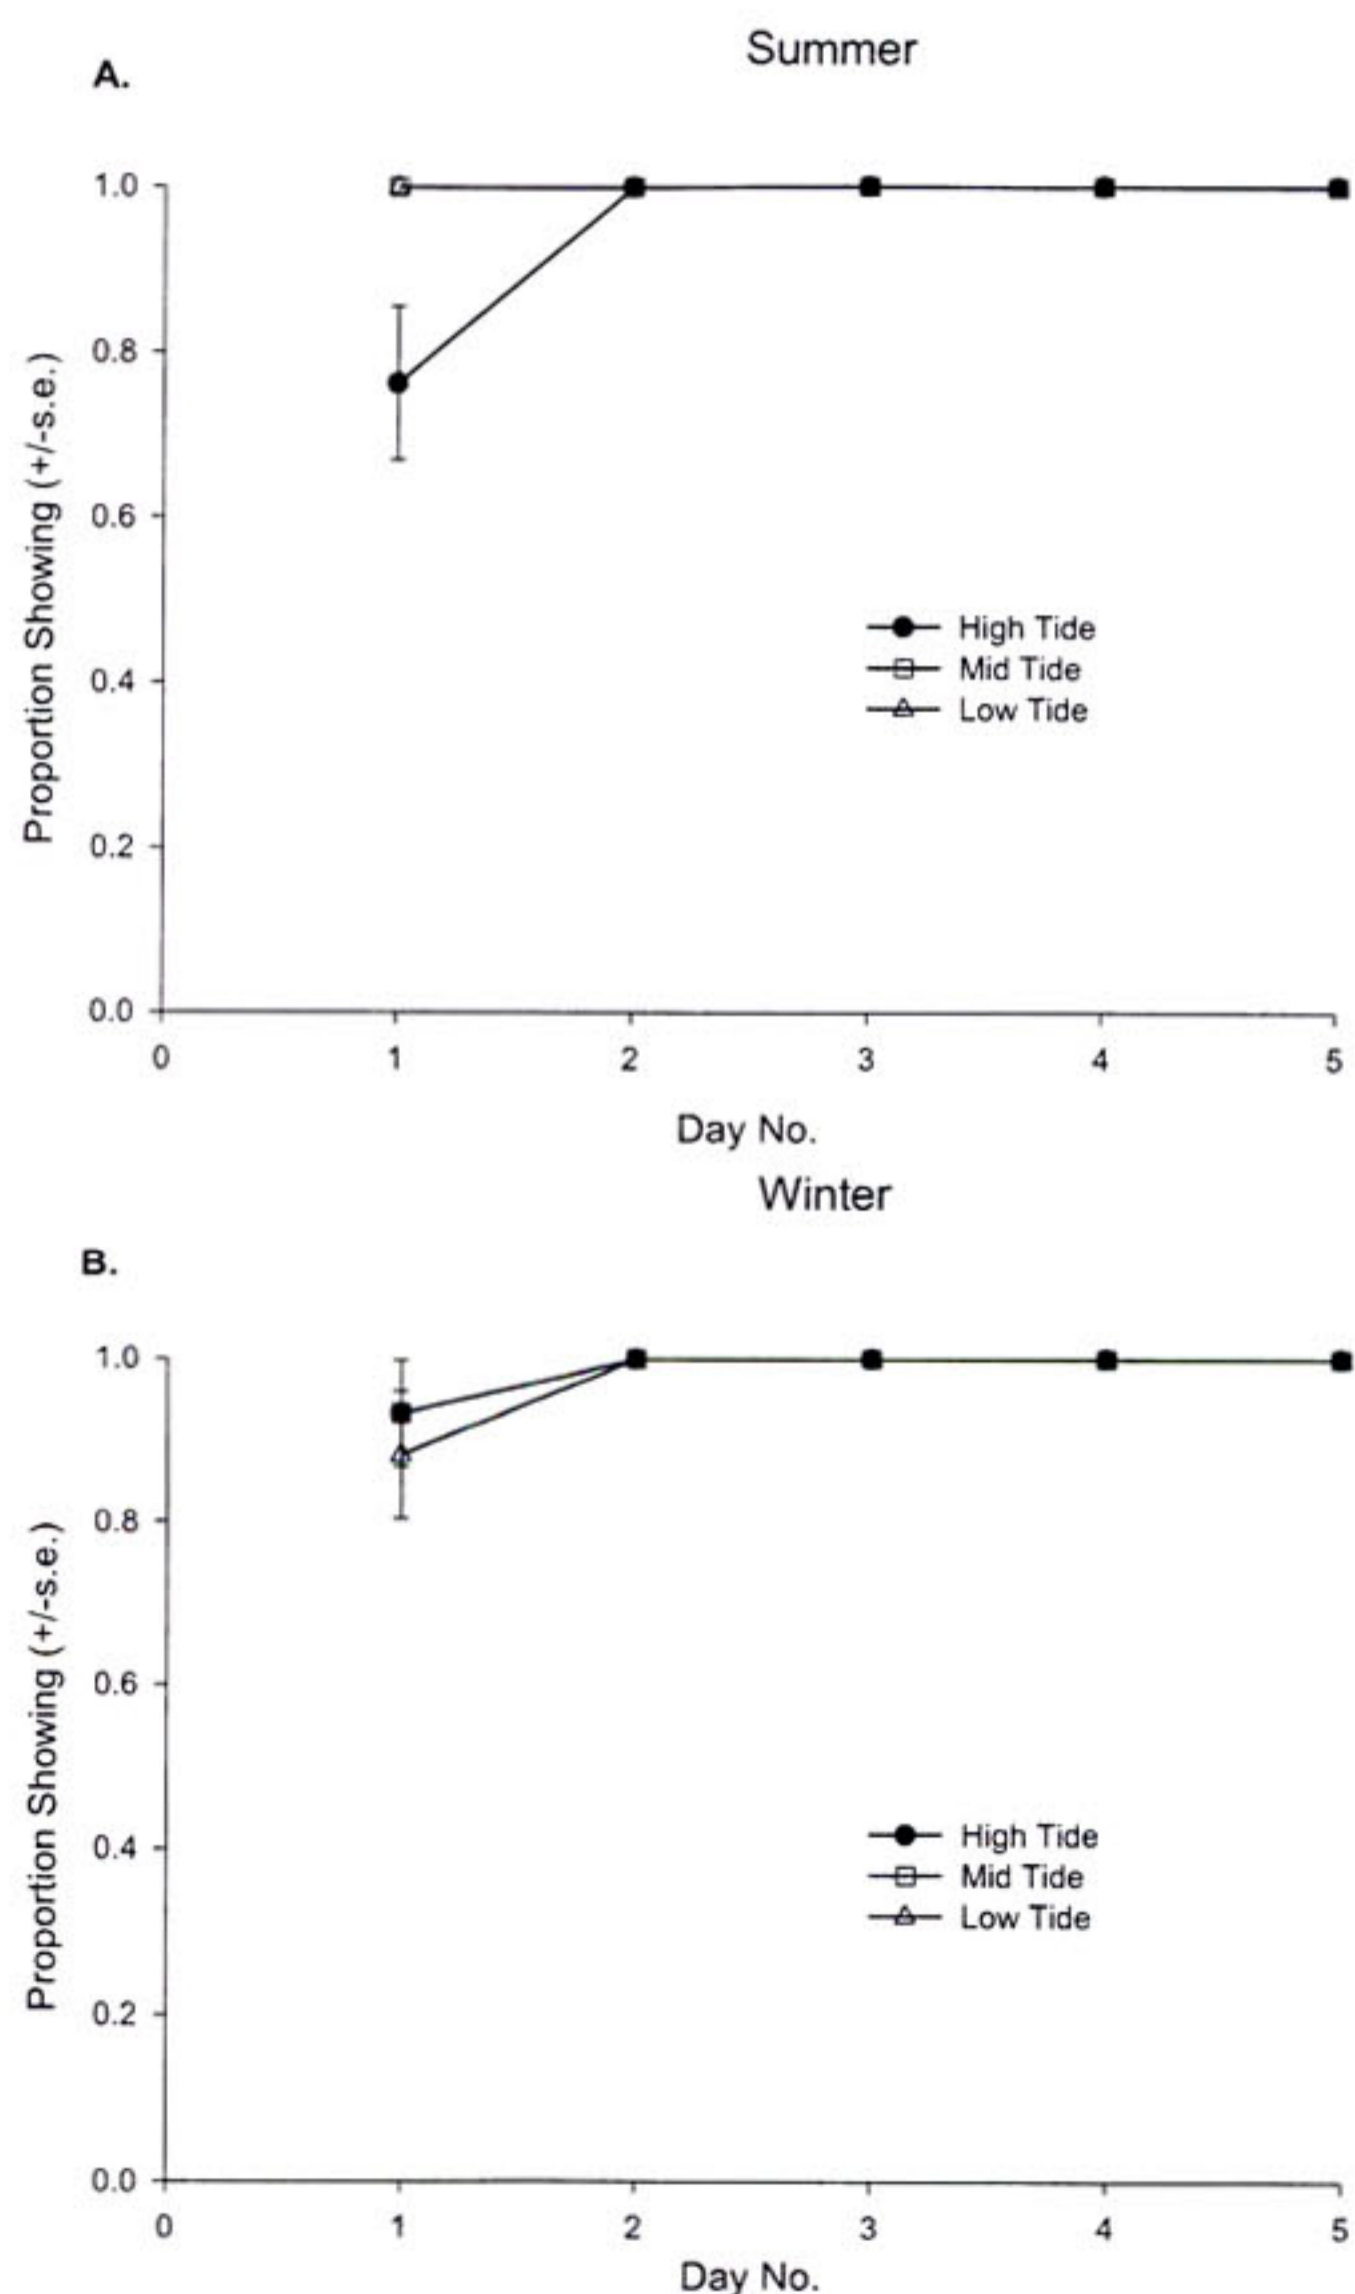 Summer
A.
1.0
0.8
0.6
0.4
0.2
0.0
Proportion Showing (+/-s.e.)
High Tide
Mid Tide
Low Tide
0 1 2 3 4 5
Day No.
Winter
B.
1.0
0.8
0.6
0.4
0.2
0.0
Proportion Showing (+/-s.e.)
High Tide
Mid Tide
Low Tide
0 1 2 3 4 5
Day No.